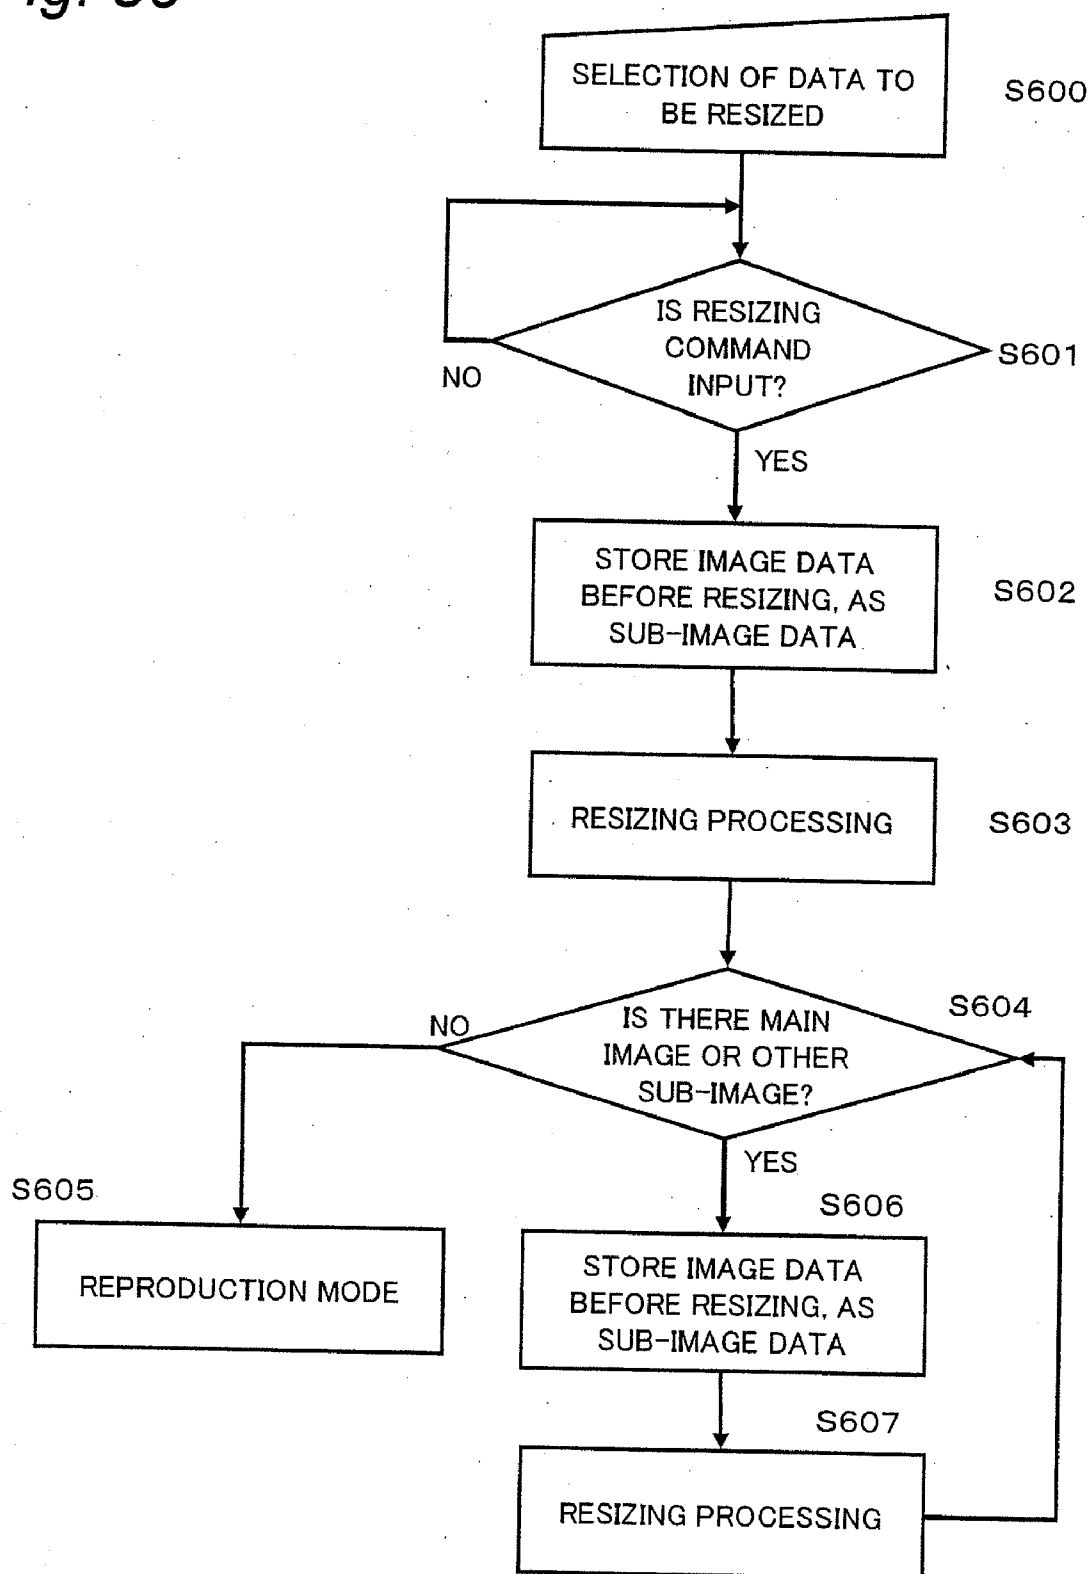 SELECTION OF DATA TO
BE RESIZED
S600
IS RESIZING
COMMAND
INPUT?
S601
NO
YES
STORE IMAGE DATA
BEFORE RESIZING, AS
SUB-IMAGE DATA
S602
RESIZING PROCESSING
S603
S604
NO
IS THERE MAIN
IMAGE OR OTHER
SUB-IMAGE?
YES
S605
REPRODUCTION MODE
S606
STORE IMAGE DATA
BEFORE RESIZING, AS
SUB-IMAGE DATA
S607
RESIZING PROCESSING